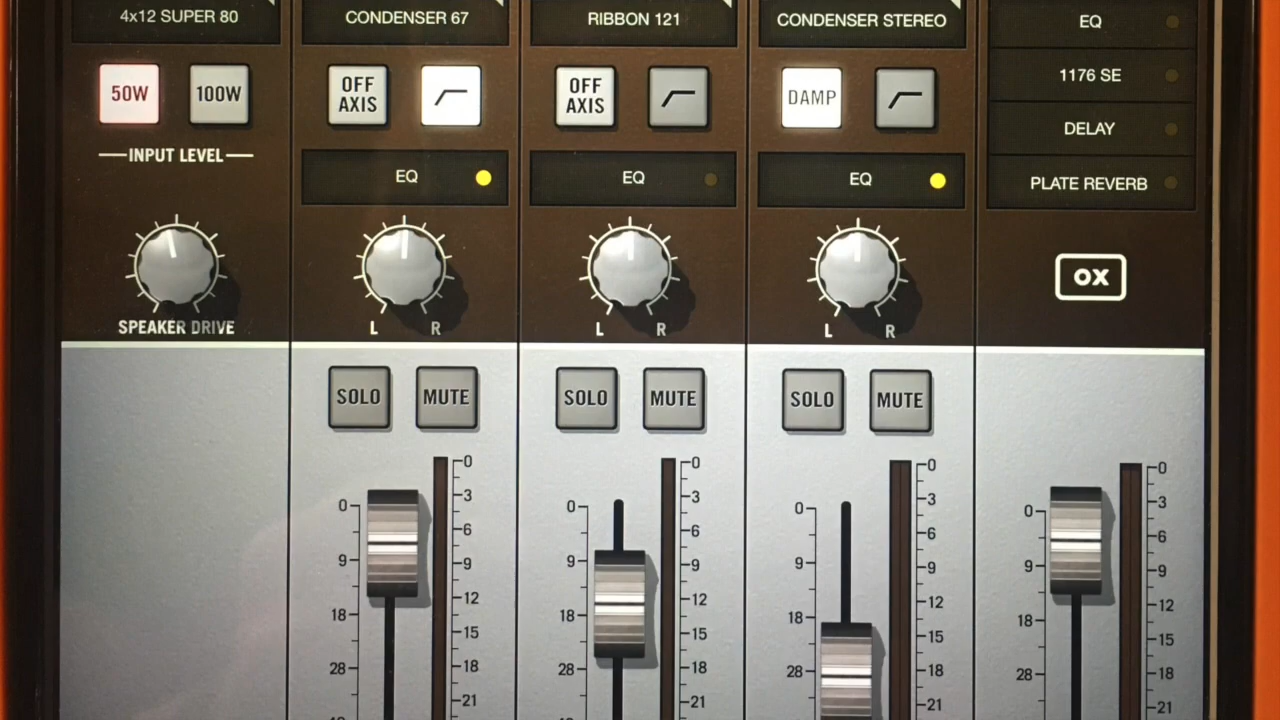 4x12 SUPER 80
50W
100W
INPUT LEVEL
SPEAKER DRIVE
CONDENSER 67
OFF
AXIS
EQ
L
R
SOLO
MUTE
0
9
18
28
0
3
6
9
12
15
18
21
RIBBON 121
OFF
AXIS
EQ
L
R
SOLO
MUTE
0
9
18
28
0
3
6
9
12
15
18
21
CONDENSER STEREO
DAMP
EQ
L
R
SOLO
MUTE
0
9
18
28
0
3
6
9
12
15
18
21
EQ
1176 SE
DELAY
PLATE REVERB
OX
0
9
18
28
0
3
6
9
12
15
18
21